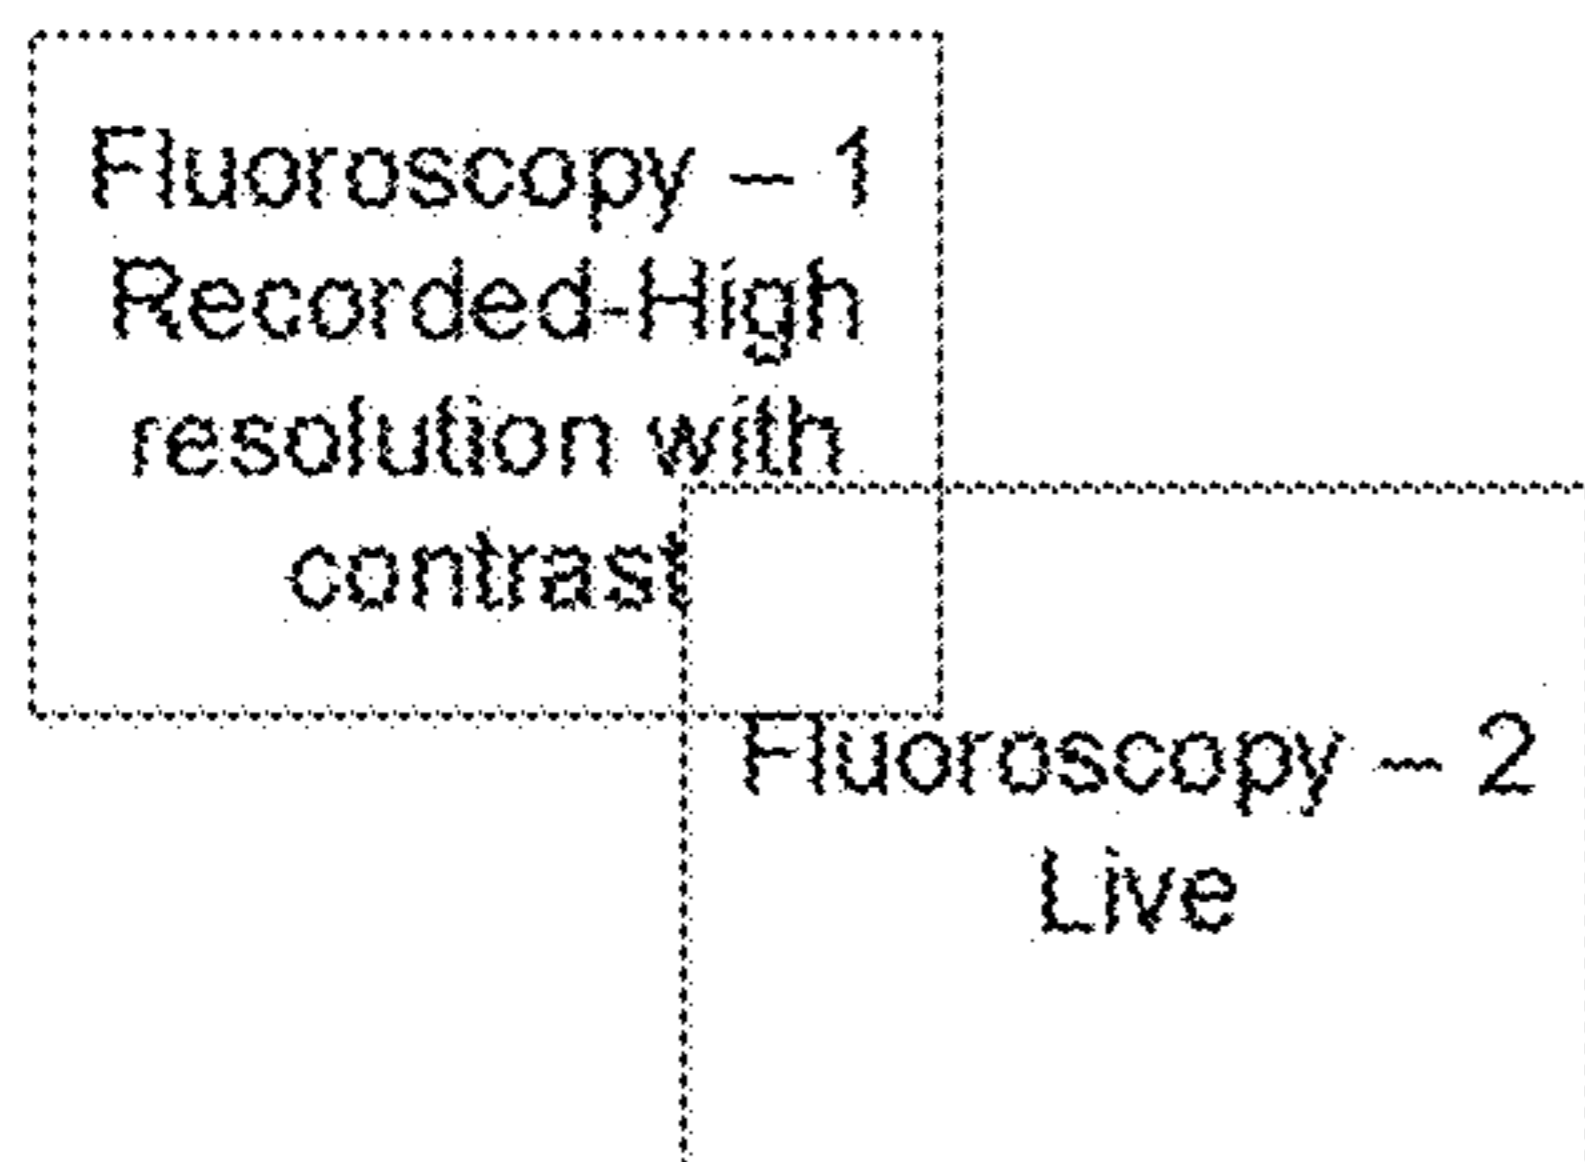 Fluoroscopy – 1
Recorded-High
resolution with
contrast
Fluoroscopy – 2
Live